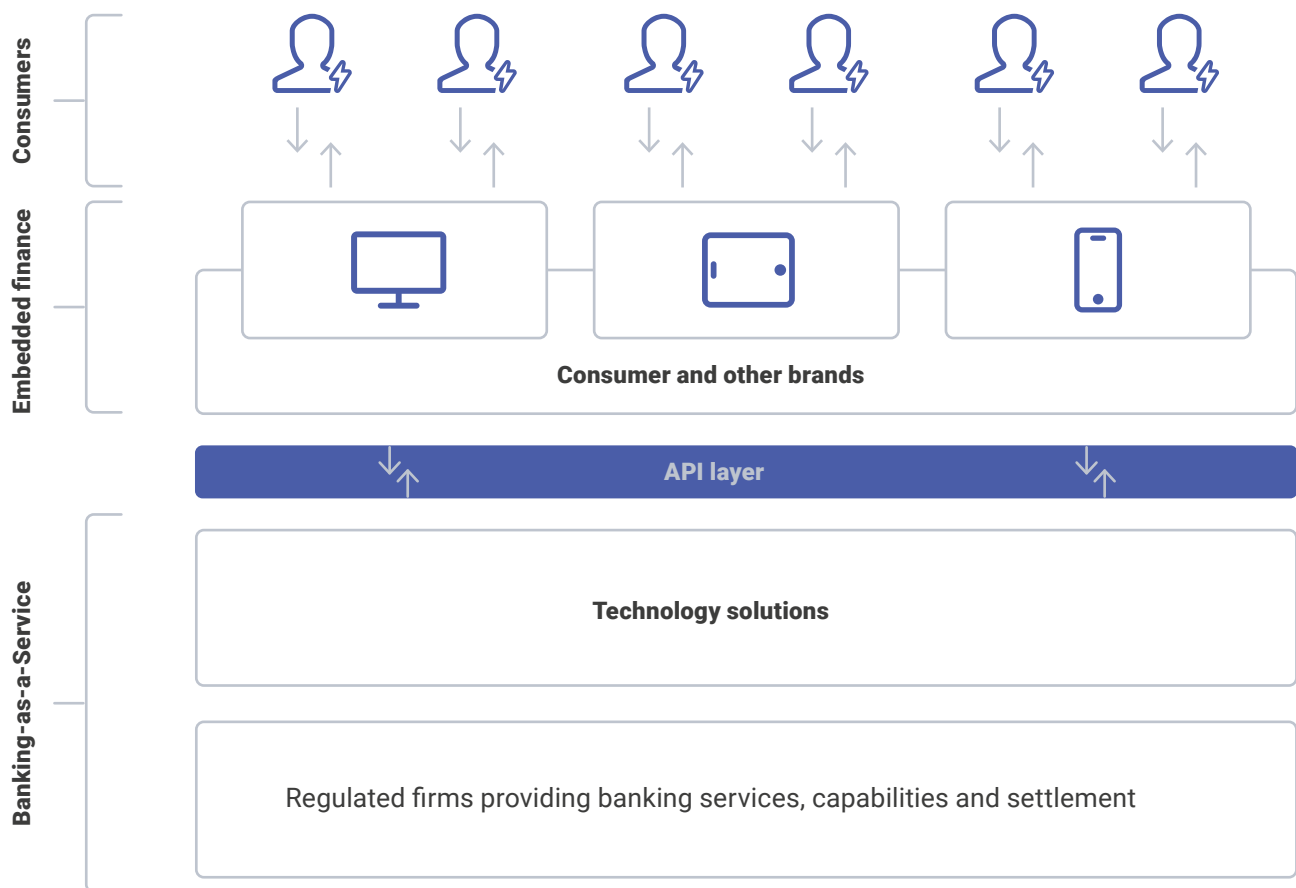 Consumers
Embedded finance
Consumer and other brands
API layer
Banking-as-a-Service
Technology solutions
Regulated firms providing banking services, capabilities and settlement